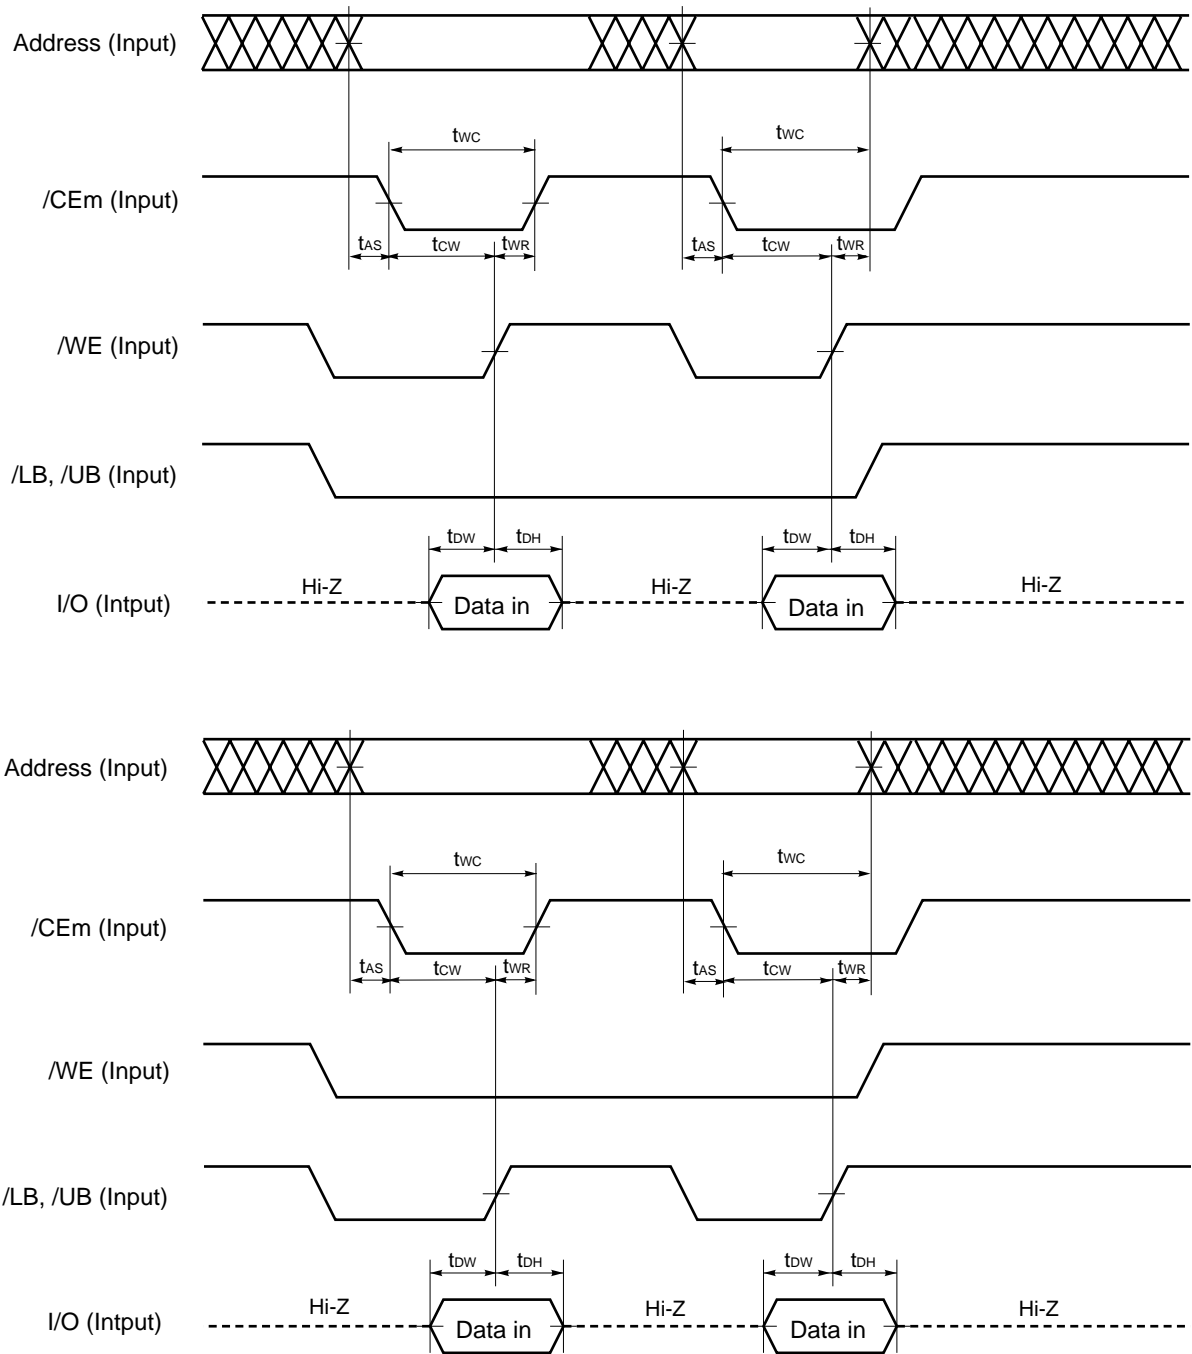 Address (Input)
tWC tWC
/CEm (Input)
tAS tCW tWR tAS tCW tWR
/WE (Input)
/LB, /UB (Input)
tDW tDH tDW tDH
Hi-Z Hi-Z Hi-Z
I/O (Intput) Data in Data in
Address (Input)
tWC tWC
/CEm (Input)
tAS tCW tWR tAS tCW tWR
/WE (Input)
/LB, /UB (Input)
tDW tDH tDW tDH
Hi-Z Hi-Z Hi-Z
I/O (Intput) Data in Data in